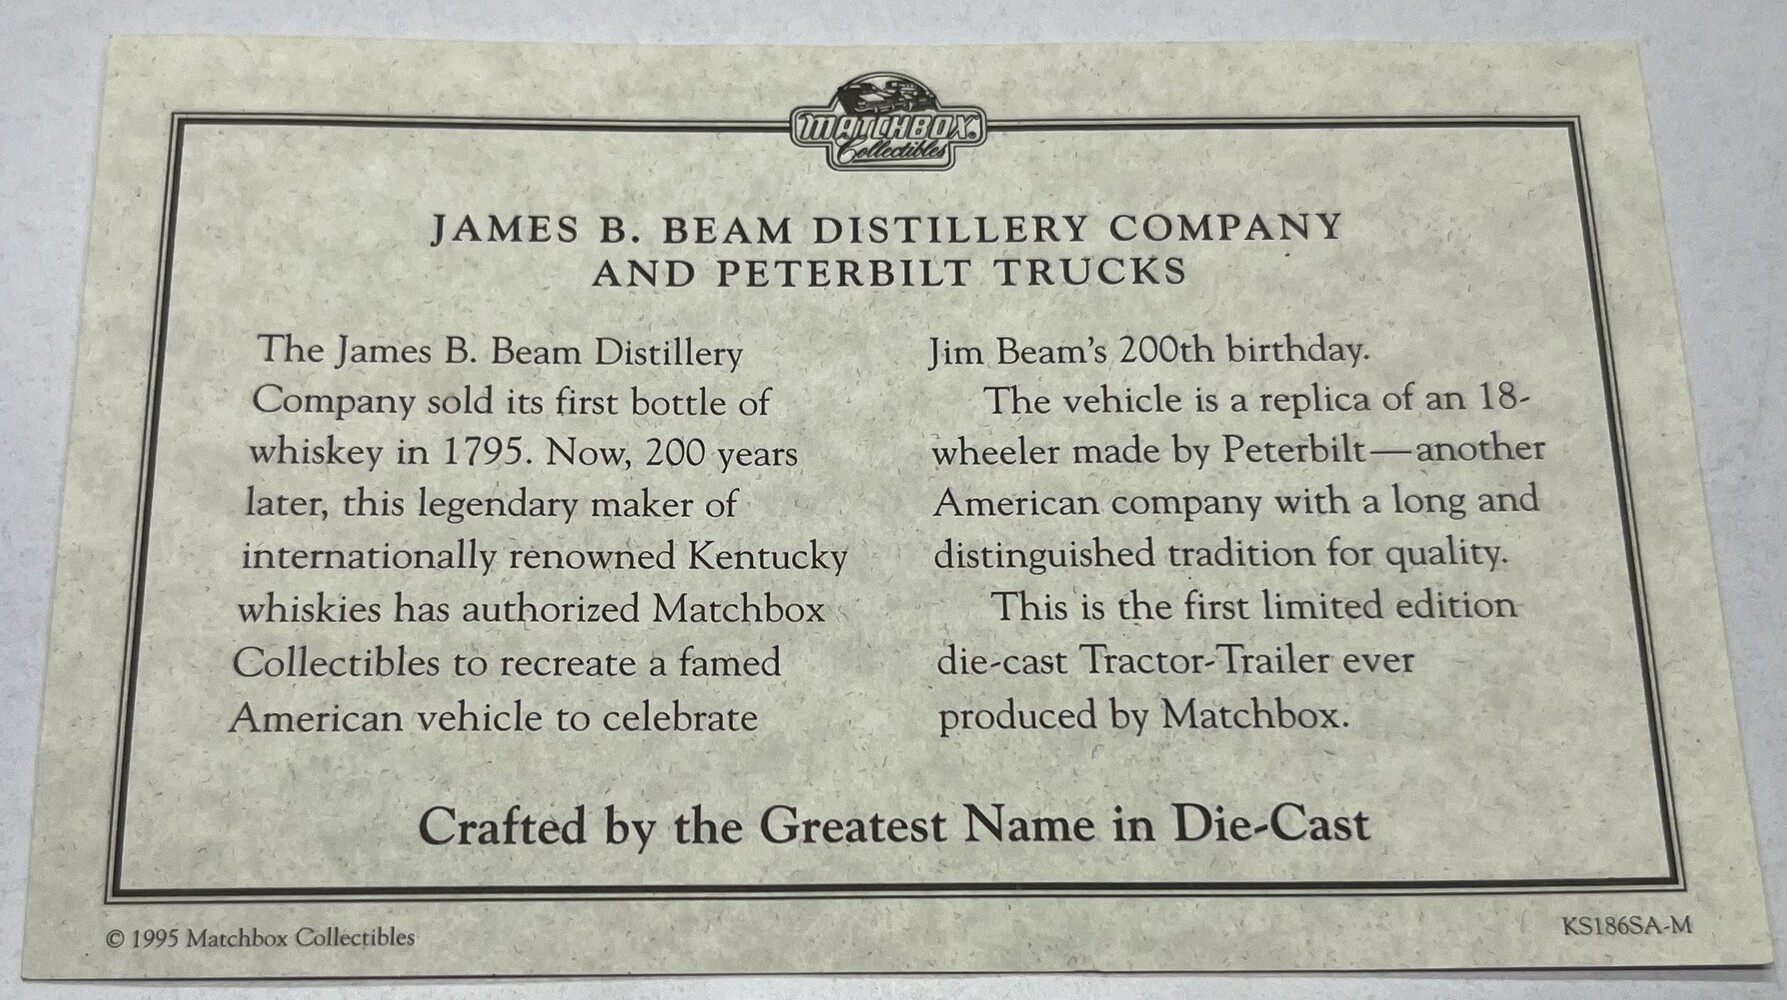 MATCHBOX
Collectibles
JAMES B. BEAM DISTILLERY COMPANY
AND PETERBILT TRUCKS
The James B. Beam Distillery
Company sold its first bottle of
whiskey in 1795. Now, 200 years
later, this legendary maker of
internationally renowned Kentucky
whiskies has authorized Matchbox
Collectibles to recreate a famed
American vehicle to celebrate
Jim Beam's 200th birthday.
The vehicle is a replica of an 18-
wheeler made by Peterbilt—another
American company with a long and
distinguished tradition for quality.
This is the first limited edition
die-cast Tractor-Trailer ever
produced by Matchbox.
Crafted by the Greatest Name in Die-Cast
© 1995 Matchbox Collectibles
KS186SA-M